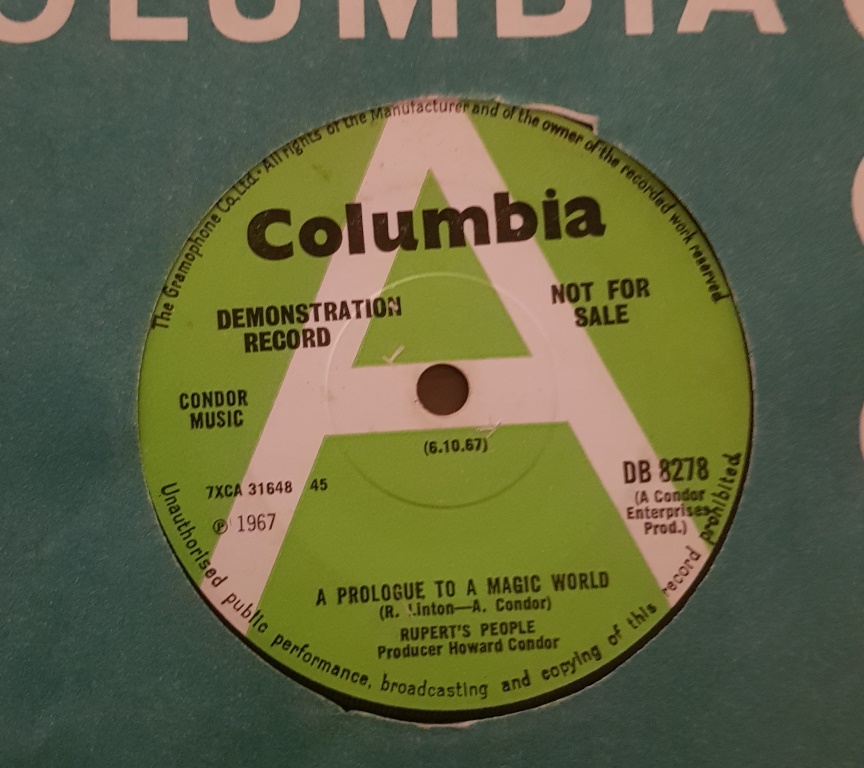 COLUMBIA
The Gramophone Co.Ltd. All rights of the Manufacturer and of the owner of the recorded work reserved
Columbia
DEMONSTRATION
RECORD
NOT FOR
SALE
CONDOR
MUSIC
(6.10.67)
7XCA 31648 45
DB 8278
(A Condor
Enterprises
Prod.)
℗ 1967
A PROLOGUE TO A MAGIC WORLD
(R. Linton—A. Condor)
RUPERT'S PEOPLE
Producer Howard Condor
Unauthorised public performance, broadcasting and copying of this record prohibited